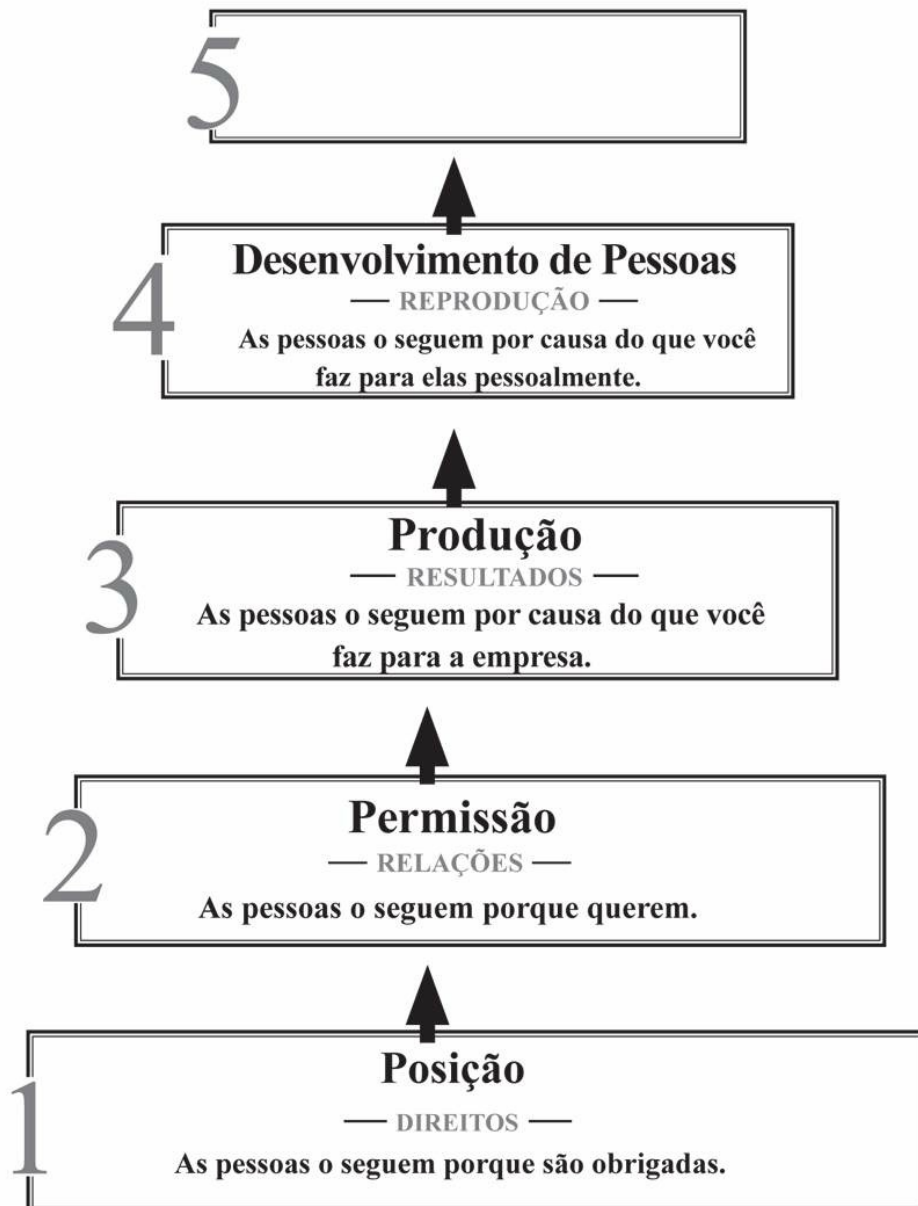 5
4
Desenvolvimento de Pessoas
— REPRODUÇÃO —
As pessoas o seguem por causa do que você
faz para elas pessoalmente.
3
Produção
— RESULTADOS —
As pessoas o seguem por causa do que você
faz para a empresa.
2
Permissão
— RELAÇÕES —
As pessoas o seguem porque querem.
1
Posição
— DIREITOS —
As pessoas o seguem porque são obrigadas.